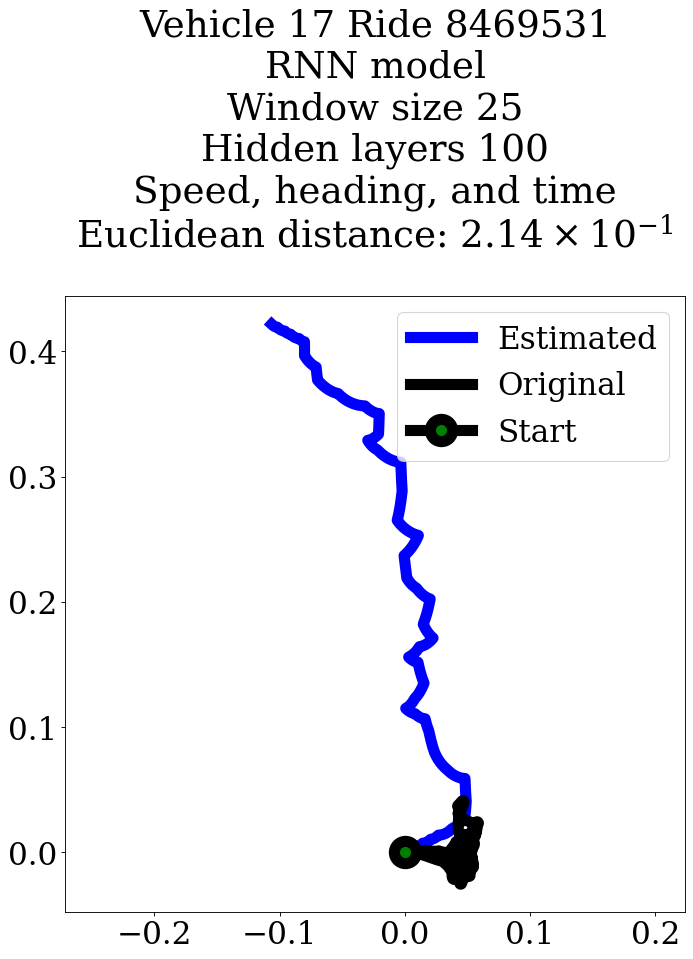 Vehicle 17 Ride 8469531
RNN model
Window size 25
Hidden layers 100
Speed, heading, and time
Euclidean distance: 2.14 × 10⁻¹
Estimated
Original
Start
0.4
0.3
0.2
0.1
0.0
−0.2 −0.1 0.0 0.1 0.2